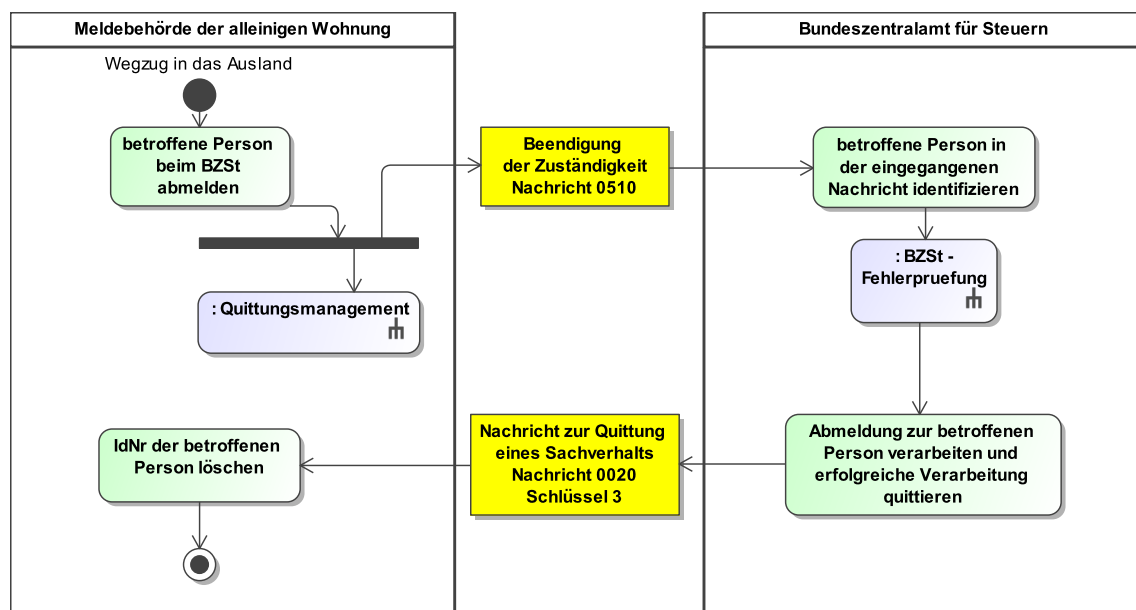 Meldebehörde der alleinigen Wohnung
Bundeszentralamt für Steuern
Wegzug in das Ausland
betroffene Person
beim BZSt
abmelden
Beendigung
der Zuständigkeit
Nachricht 0510
betroffene Person in
der eingegangenen
Nachricht identifizieren
: BZSt -
Fehlerpruefung
: Quittungsmanagement
IdNr der betroffenen
Person löschen
Nachricht zur Quittung
eines Sachverhalts
Nachricht 0020
Schlüssel 3
Abmeldung zur betroffenen
Person verarbeiten und
erfolgreiche Verarbeitung
quittieren